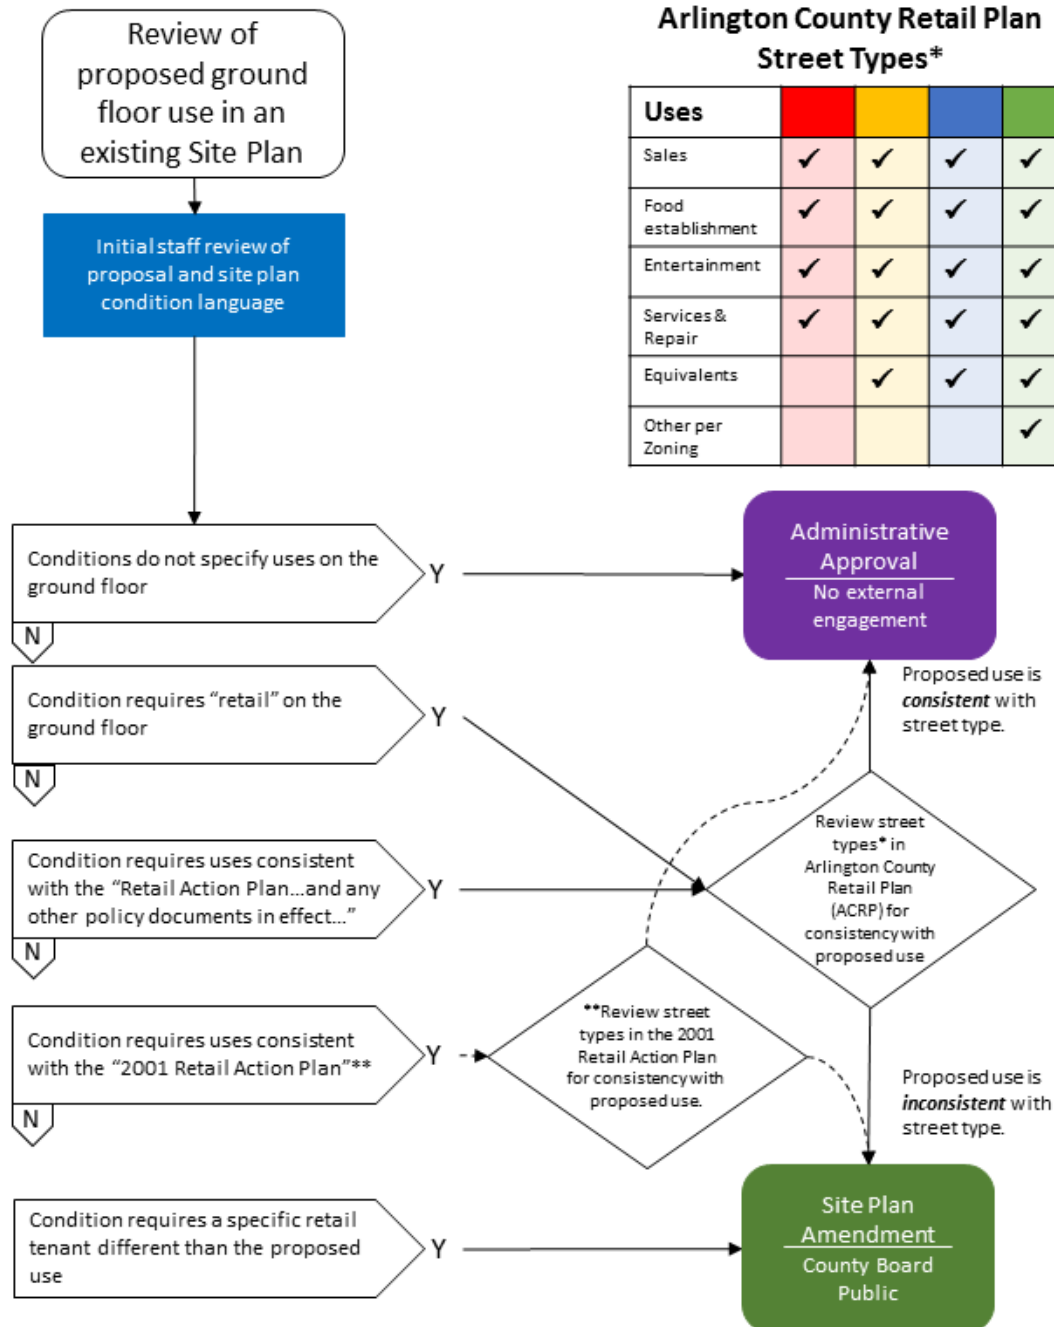 Review of
proposed ground
floor use in an
existing Site Plan
Initial staff review of
proposal and site plan
condition language
Arlington County Retail Plan
Street Types*
Uses
Sales ✓ ✓ ✓ ✓
Food
establishment ✓ ✓ ✓ ✓
Entertainment ✓ ✓ ✓ ✓
Services &
Repair ✓ ✓ ✓ ✓
Equivalents ✓ ✓ ✓
Other per
Zoning ✓
Conditions do not specify uses on the
ground floor
Y
N
Administrative
Approval
No external
engagement
Condition requires “retail” on the
ground floor
Y
N
Proposed use is
consistent with
street type.
Condition requires uses consistent
with the “Retail Action Plan...and any
other policy documents in effect...”
Y
N
Review street
types* in
Arlington County
Retail Plan
(ACRP) for
consistency with
proposed use
Condition requires uses consistent
with the “2001 Retail Action Plan”**
Y
N
**Review street
types in the 2001
Retail Action Plan
for consistency with
proposed use.
Proposed use is
inconsistent with
street type.
Condition requires a specific retail
tenant different than the proposed
use
Y
Site Plan
Amendment
County Board
Public